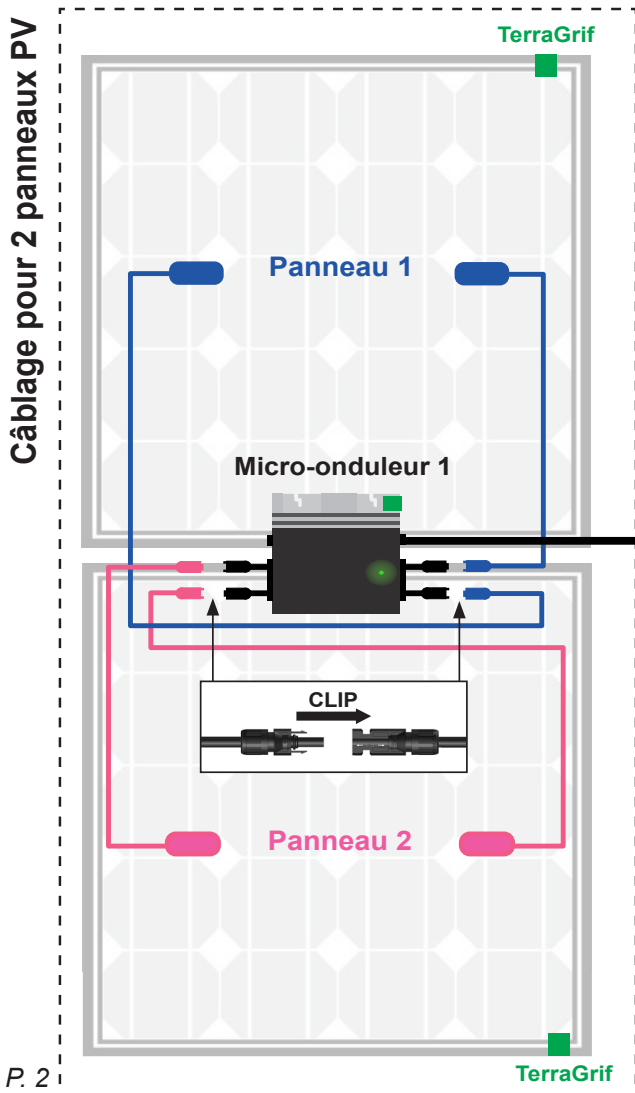 Câblage pour 2 panneaux PV
TerraGrif
Panneau 1
Micro-onduleur 1
CLIP
Panneau 2
TerraGrif
P. 2